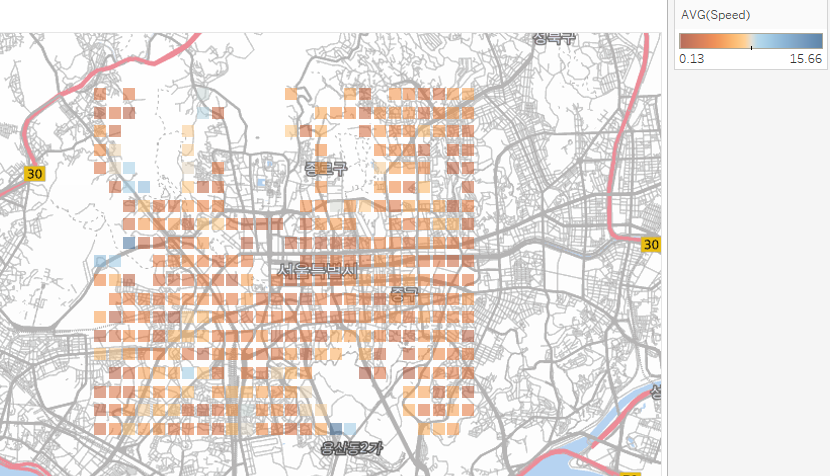 성북구
AVG(Speed)
0.13 15.66
종로구
30
30
서울특별시
중구
용산동2가